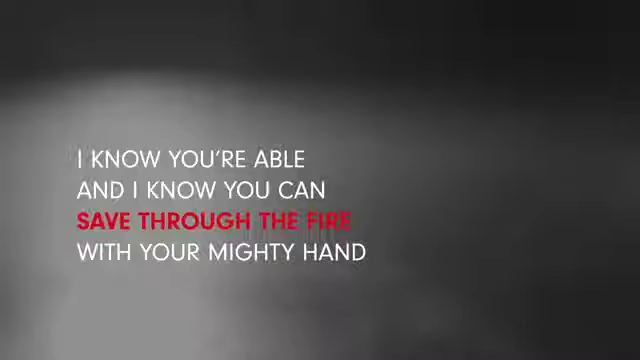 I KNOW YOU'RE ABLE
AND I KNOW YOU CAN
SAVE THROUGH THE FIRE
WITH YOUR MIGHTY HAND